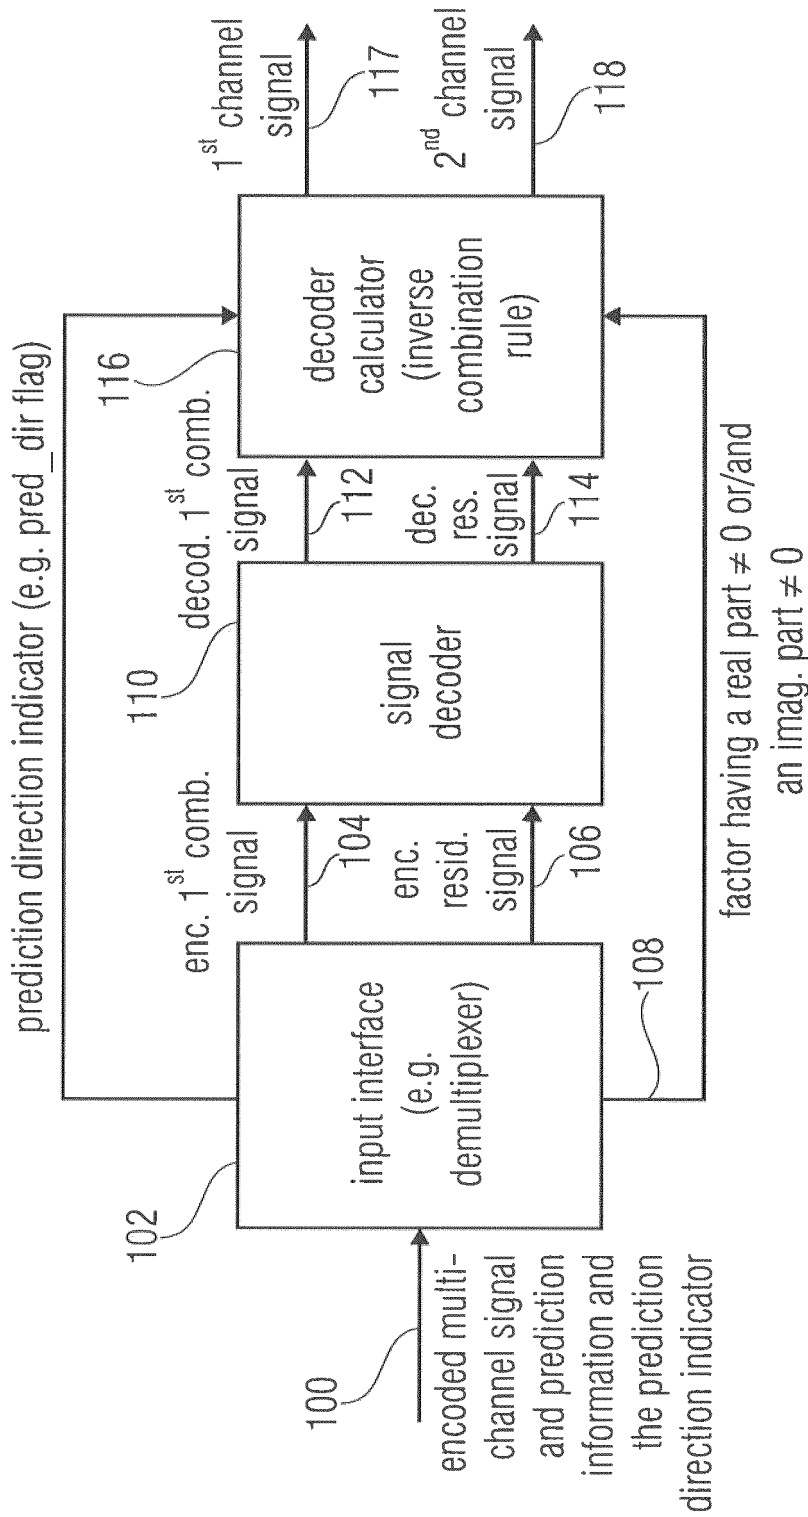 prediction direction indicator (e.g. pred_dir flag)
100
encoded multi-
channel signal
and prediction
information and
the prediction
direction indicator
102
input interface
(e.g.
demultiplexer)
enc. 1st comb.
signal
104
enc.
resid.
signal
106
108
110
signal
decoder
decod. 1st comb.
signal
112
dec.
res.
signal
114
116
decoder
calculator
(inverse
combination
rule)
1st channel
signal
117
2nd channel
signal
118
factor having a real part ≠ 0 or/and
an imag. part ≠ 0